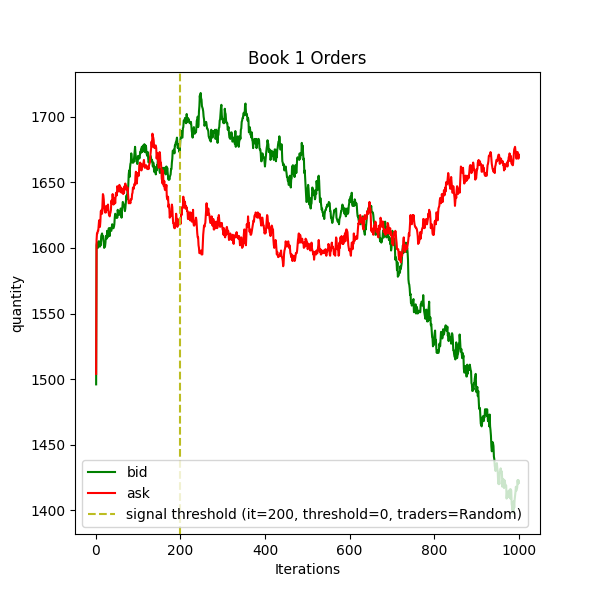 Book 1 Orders
quantity
1700
1650
1600
1550
1500
1450
1400
bid
ask
signal threshold (it=200, threshold=0, traders=Random)
0 200 400 600 800 1000
Iterations